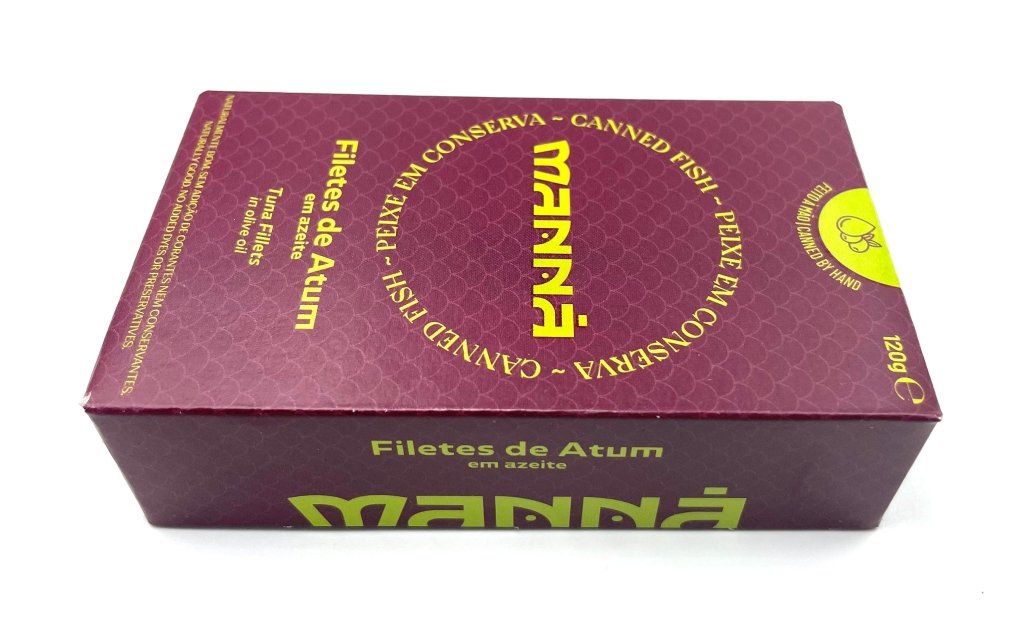 PEIXE EM CONSERVA ~ CANNED FISH ~ PEIXE EM CONSERVA ~ CANNED FISH ~
manná
FEITO À MÃO | CANNED BY HAND
120g ℮
Filetes de Atum
em azeite
Tuna Fillets
in olive oil
NATURALMENTE BOM, SEM ADIÇÃO DE CORANTES NEM CONSERVANTES.
NATURALLY GOOD, NO ADDED DYES OR PRESERVATIVES.
Filetes de Atum
em azeite
manná